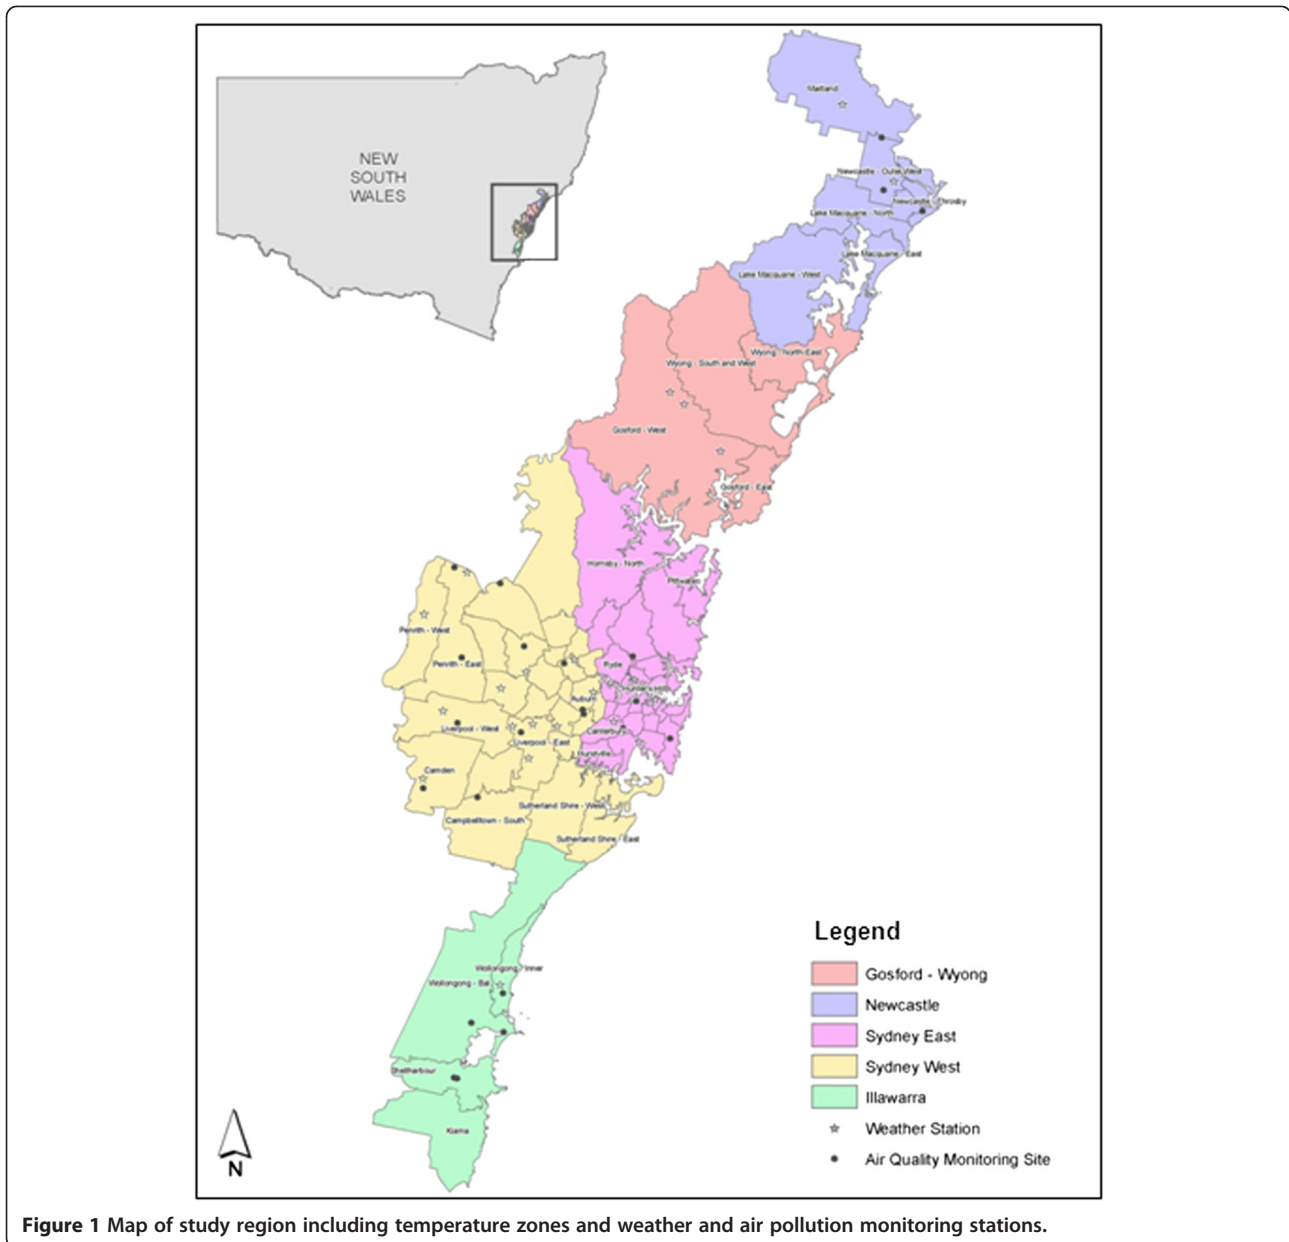 NEW
SOUTH
WALES
Maitland
Newcastle - Outer West
Newcastle - Throsby
Lake Macquarie - North
Lake Macquarie - East
Lake Macquarie - West
Wyong - North-East
Wyong - South and West
Gosford - West
Gosford - East
Hornsby - North
Pittwater
Penrith - West
Penrith - East
Ryde
Hunters Hill
Auburn
Liverpool - West
Canterbury
Liverpool - East
Hurstville
Camden
Sutherland Shire - West
Campbelltown - South
Sutherland Shire - East
Wollongong - Inner
Wollongong - Bal
Shellharbour
Kiama
Legend
Gosford - Wyong
Newcastle
Sydney East
Sydney West
Illawarra
Weather Station
Air Quality Monitoring Site
N
Figure 1 Map of study region including temperature zones and weather and air pollution monitoring stations.